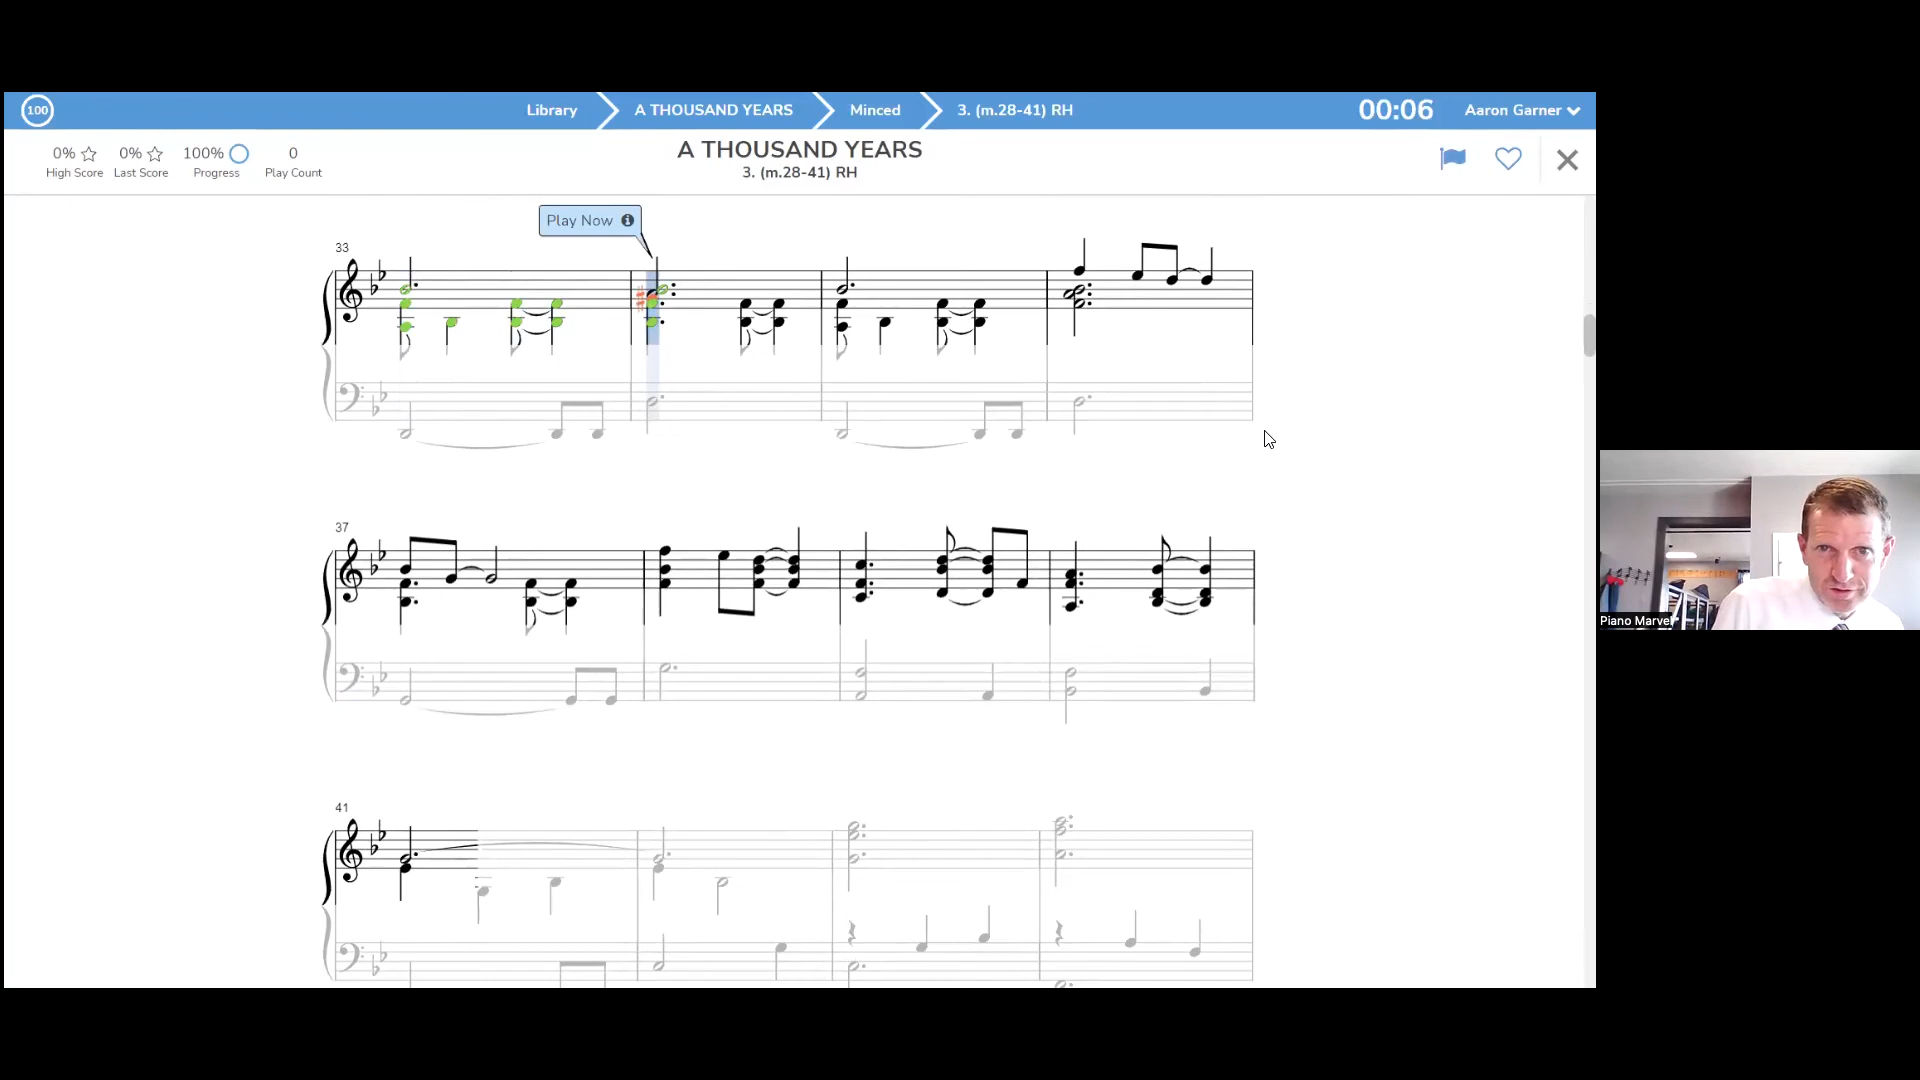 100
Library
A THOUSAND YEARS
Minced
3. (m.28-41) RH
00:06
Aaron Garner
0%
High Score
0%
Last Score
100%
Progress
0
Play Count
A THOUSAND YEARS
3. (m.28-41) RH
Play Now
33
37
41
Piano Marvel